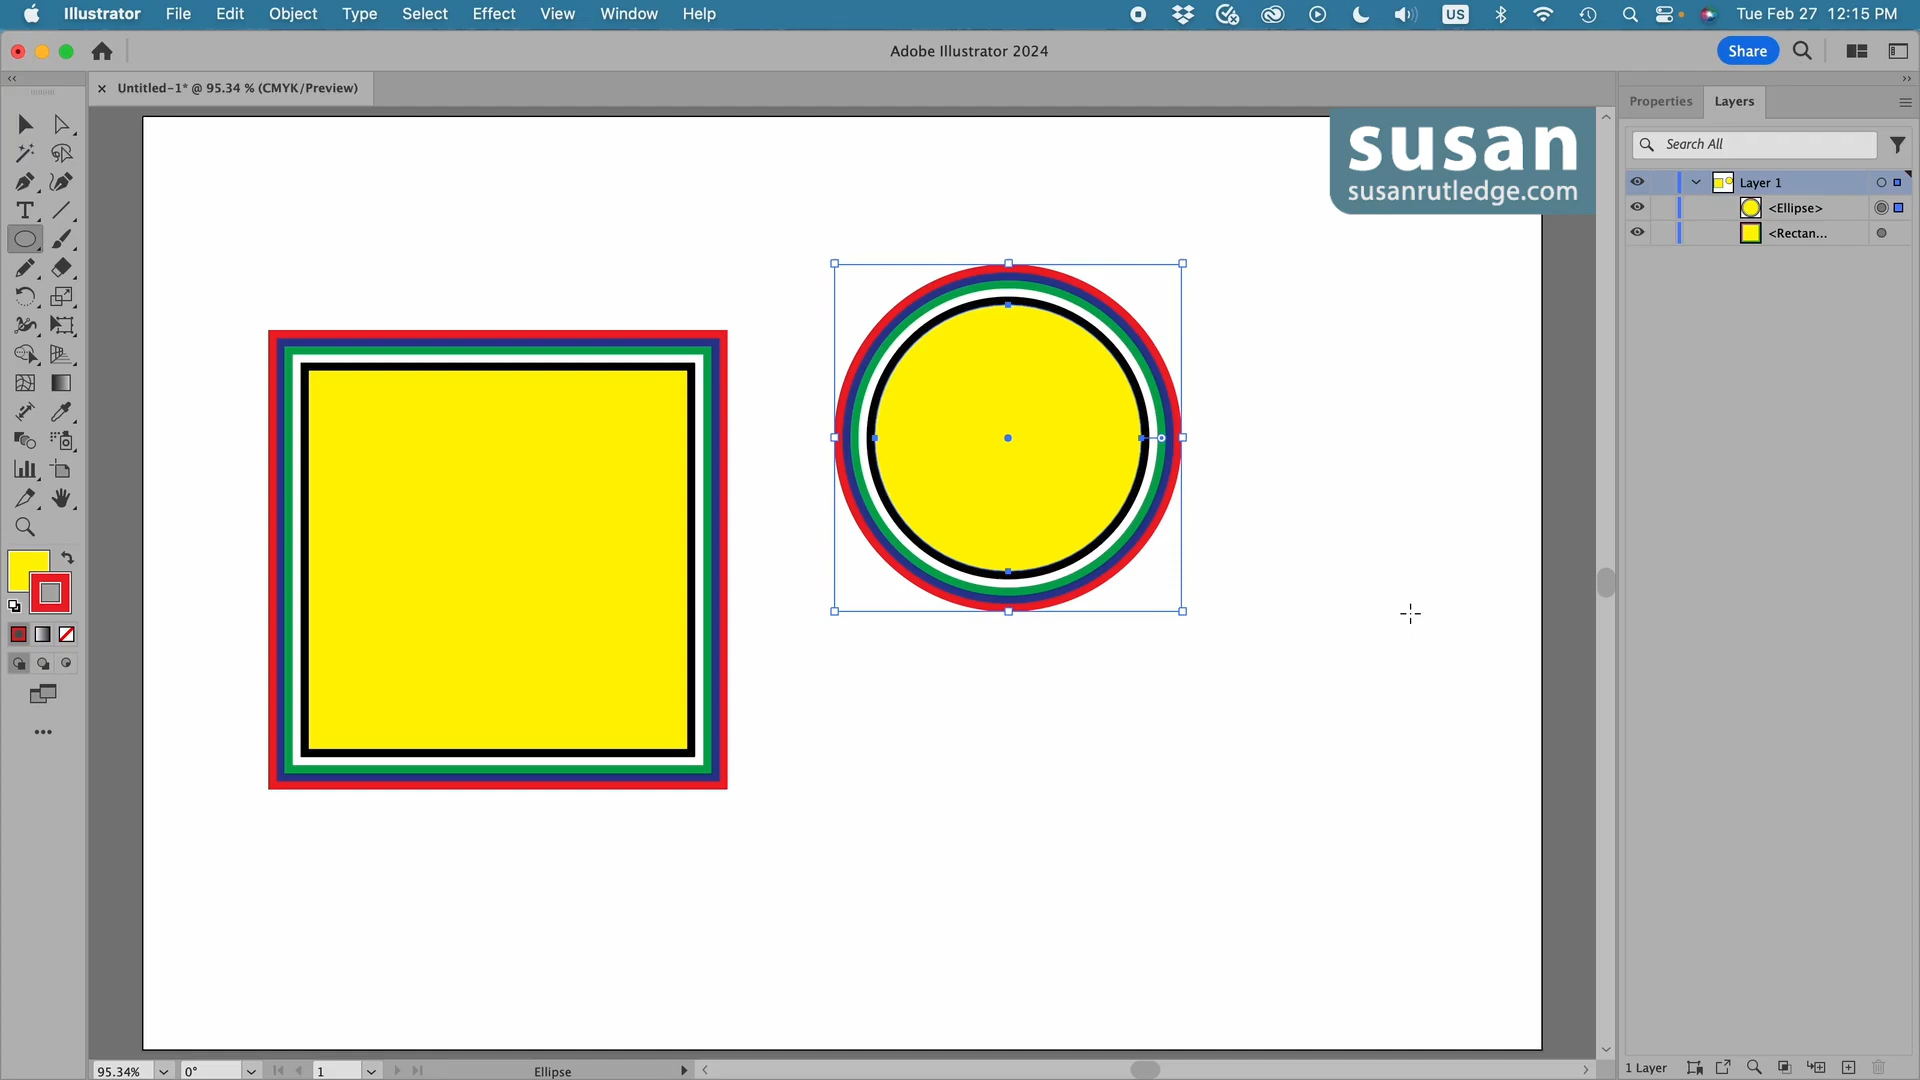 Illustrator File Edit Object Type Select Effect View Window Help US Tue Feb 27 12:15 PM
Adobe Illustrator 2024 Share
Untitled-1* @ 95.34 % (CMYK/Preview)
Properties Layers
susan
susanrutledge.com
Search All
Layer 1
<Ellipse>
<Rectan...
95.34% 0° 1 Ellipse 1 Layer